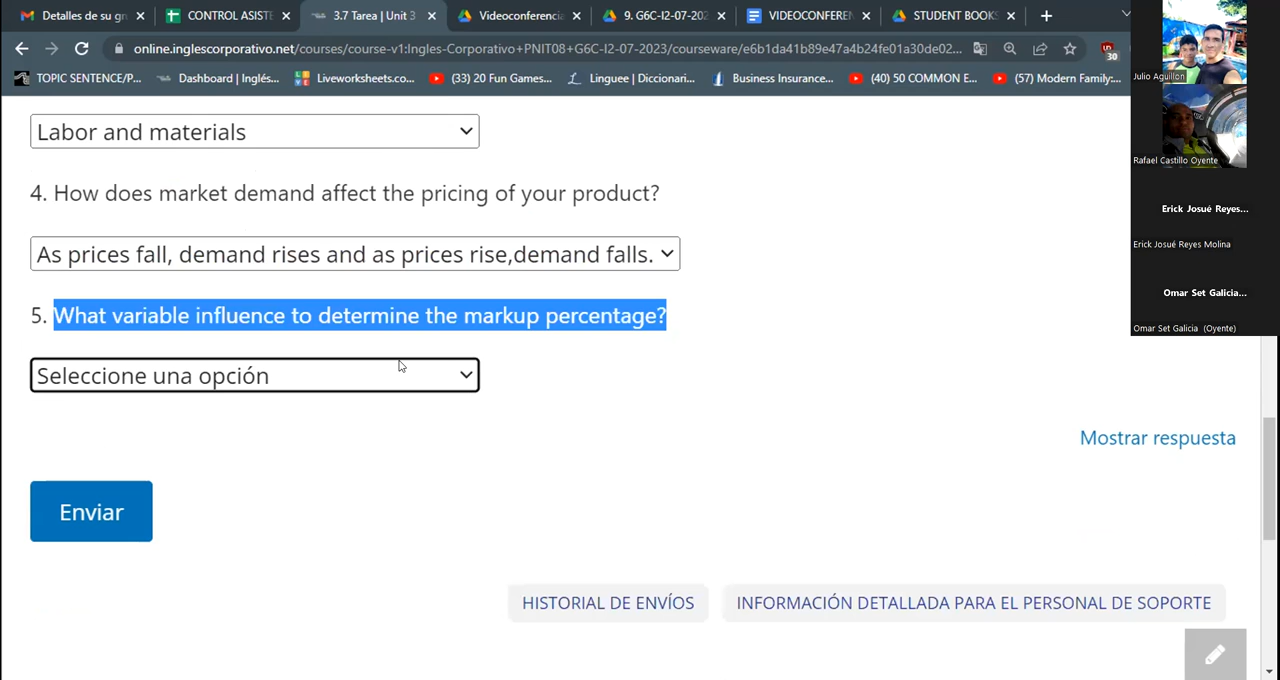 Detalles de su gr
CONTROL ASISTE
3.7 Tarea | Unit 3
Videoconferencia
9. G6C-I2-07-202
VIDEOCONFEREN
STUDENT BOOKS
online.inglescorporativo.net/courses/course-v1:Ingles-Corporativo+PNIT08+G6C-I2-07-2023/courseware/e6b1da41b89e47a4b24fe01a30de02...
30
TOPIC SENTENCE/P...
Dashboard | Inglés...
Liveworksheets.co...
(33) 20 Fun Games...
Linguee | Diccionari...
Business Insurance...
(40) 50 COMMON E...
(57) Modern Family:...
Julio Aguillon
Rafael Castillo Oyente
Erick Josué Reyes...
Erick Josué Reyes Molina
Omar Set Galicia...
Omar Set Galicia (Oyente)
Labor and materials
4. How does market demand affect the pricing of your product?
As prices fall, demand rises and as prices rise,demand falls.
5. What variable influence to determine the markup percentage?
Seleccione una opción
Mostrar respuesta
Enviar
HISTORIAL DE ENVÍOS
INFORMACIÓN DETALLADA PARA EL PERSONAL DE SOPORTE